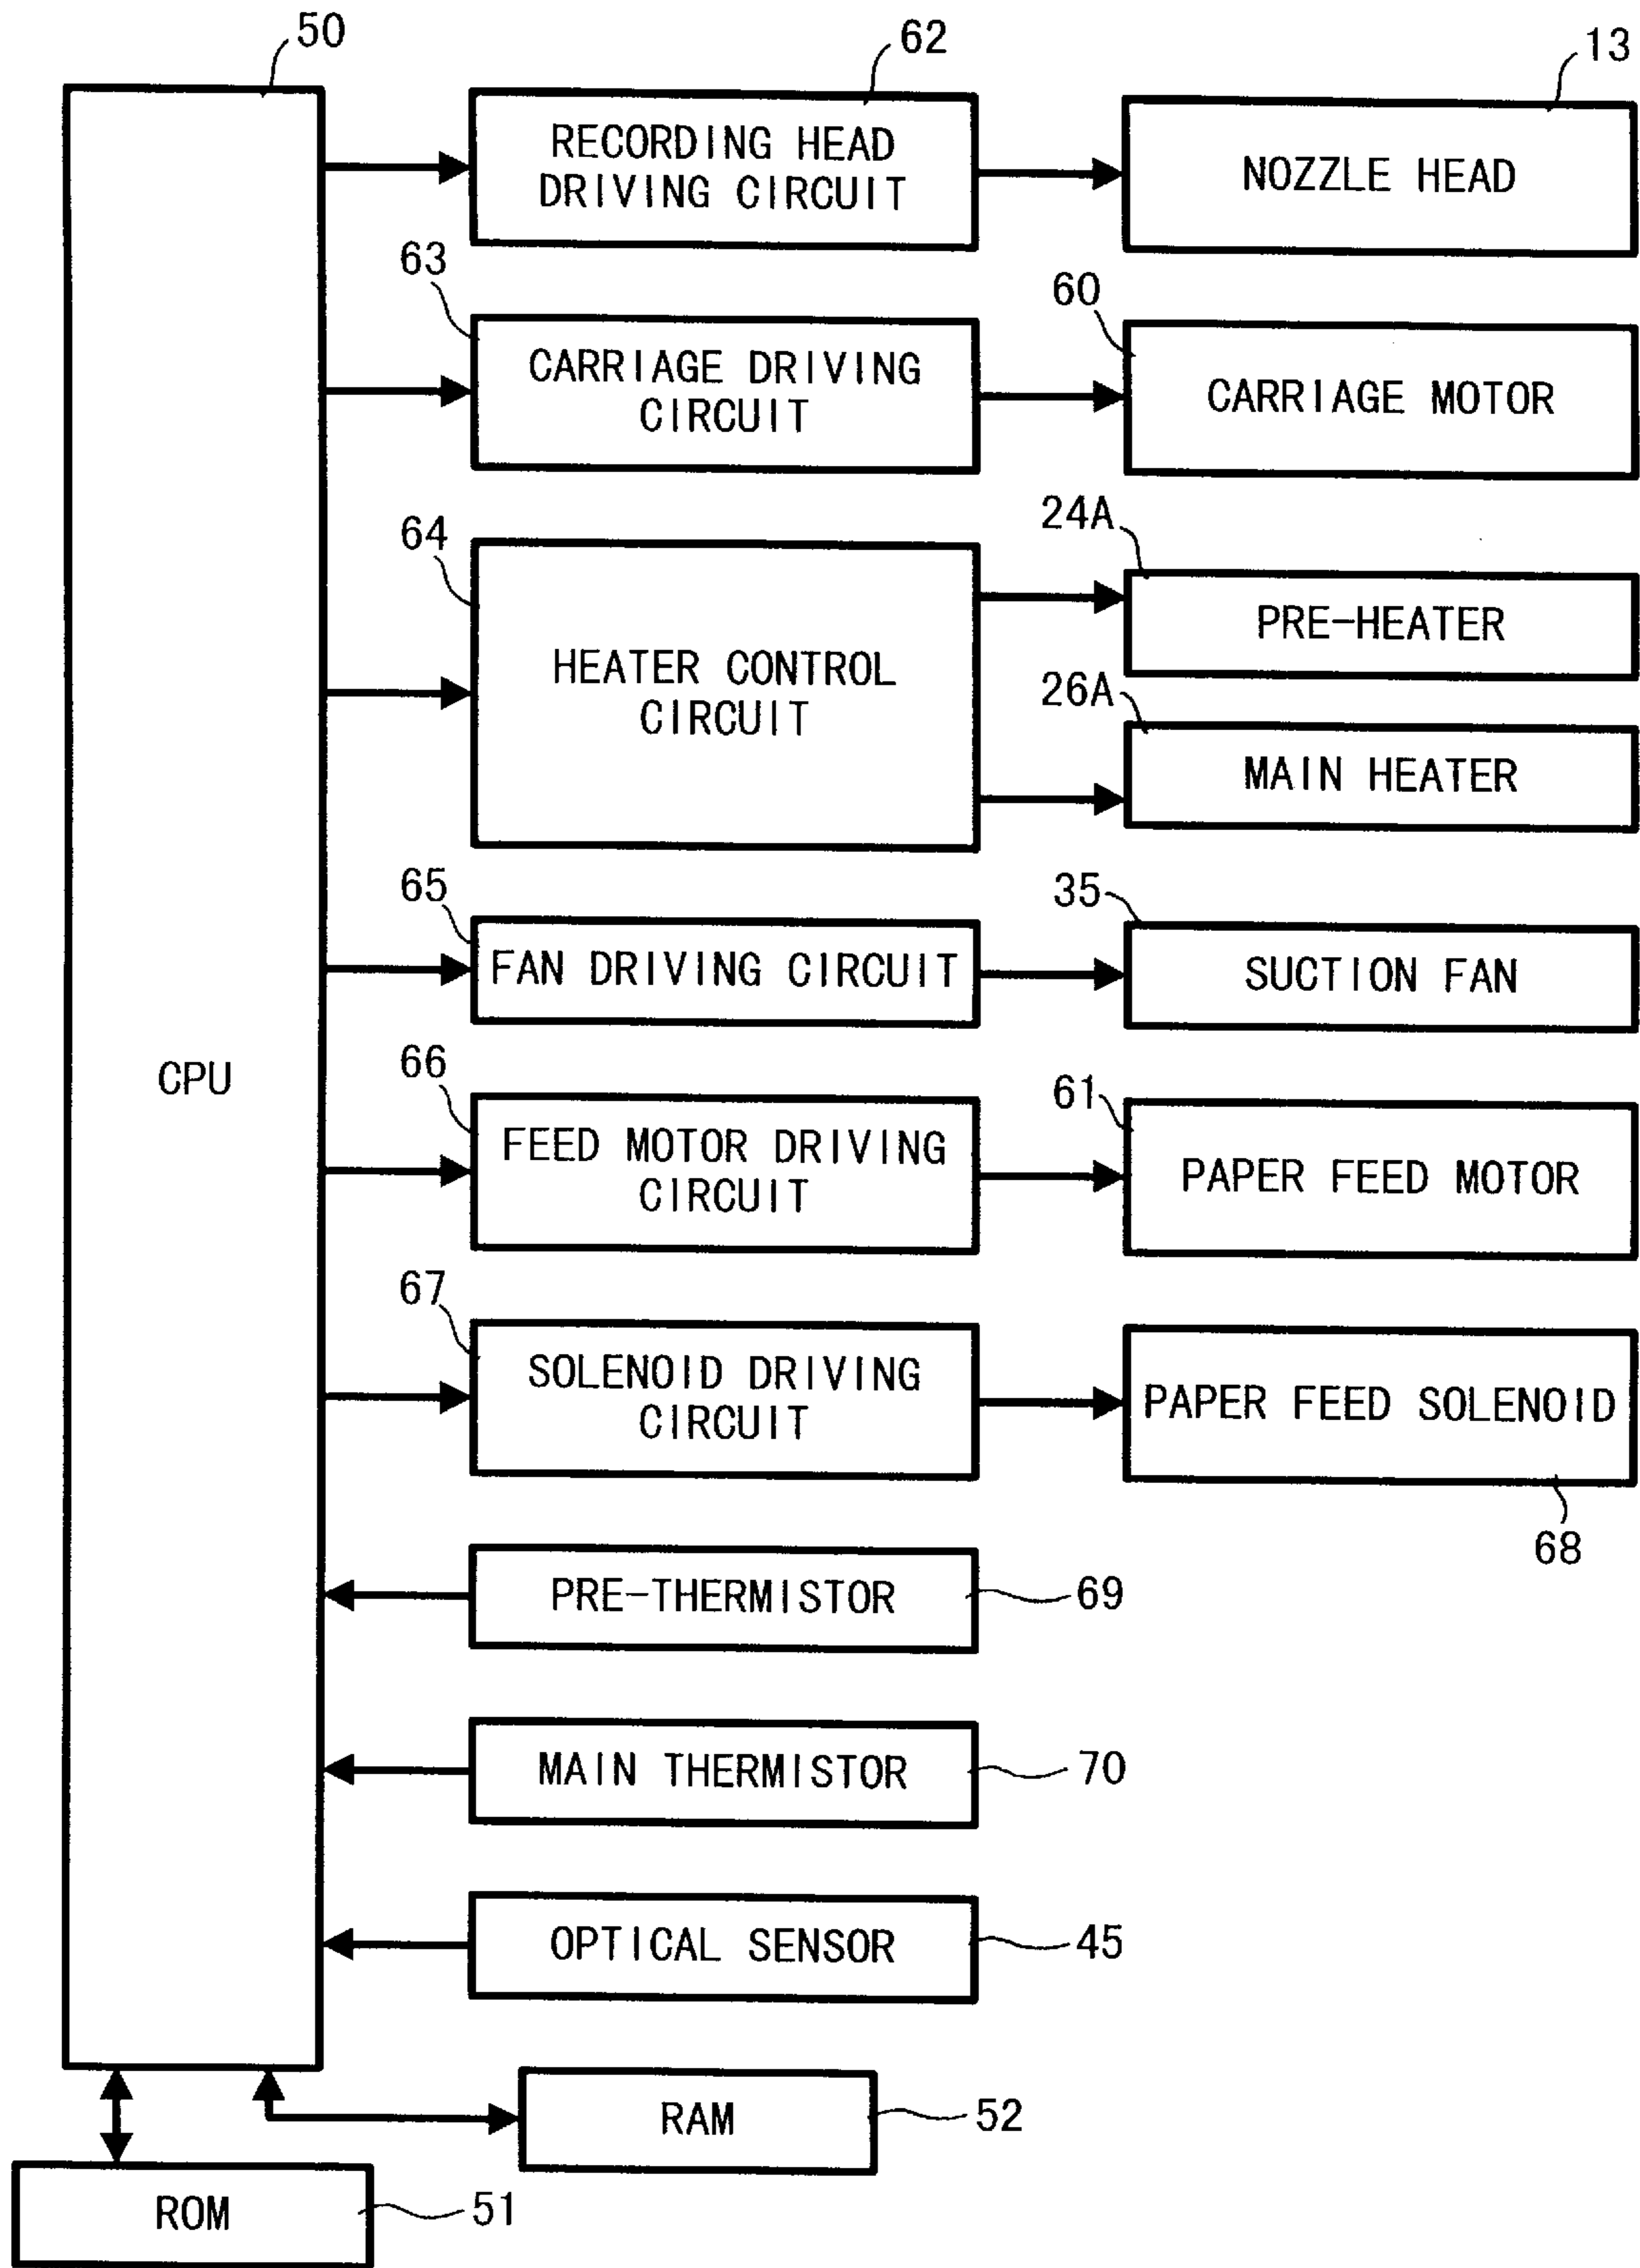 50
62
13
RECORDING HEAD
DRIVING CIRCUIT
NOZZLE HEAD
63
60
CARRIAGE DRIVING
CIRCUIT
CARRIAGE MOTOR
64
24A
PRE-HEATER
HEATER CONTROL
CIRCUIT
26A
MAIN HEATER
65
35
FAN DRIVING CIRCUIT
SUCTION FAN
CPU
66
61
FEED MOTOR DRIVING
CIRCUIT
PAPER FEED MOTOR
67
SOLENOID DRIVING
CIRCUIT
PAPER FEED SOLENOID
68
PRE-THERMISTOR
69
MAIN THERMISTOR
70
OPTICAL SENSOR
45
RAM
52
ROM
51